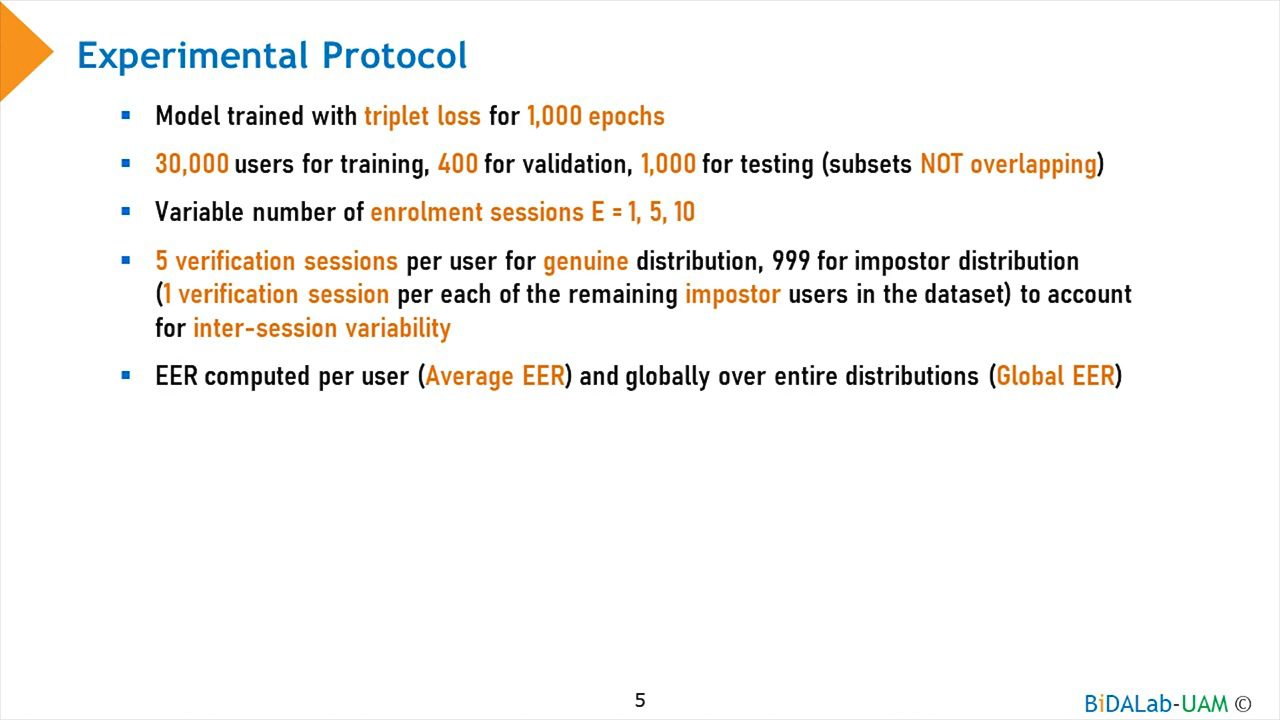 Experimental Protocol
▪ Model trained with triplet loss for 1,000 epochs
▪ 30,000 users for training, 400 for validation, 1,000 for testing (subsets NOT overlapping)
▪ Variable number of enrolment sessions E = 1, 5, 10
▪ 5 verification sessions per user for genuine distribution, 999 for impostor distribution
(1 verification session per each of the remaining impostor users in the dataset) to account
for inter-session variability
▪ EER computed per user (Average EER) and globally over entire distributions (Global EER)
5
BiDALab-UAM ©